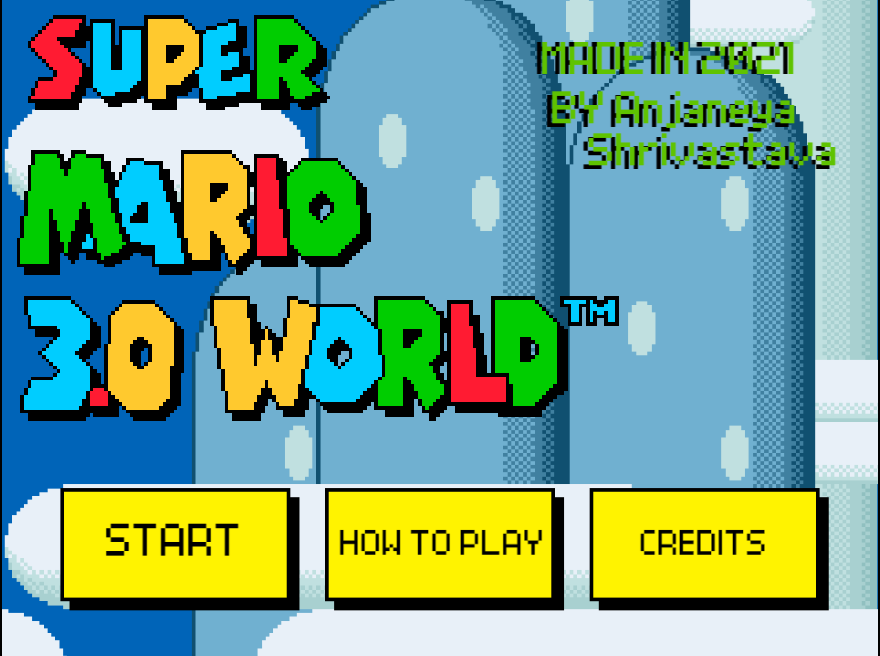 SUPER
MARIO
3.0 WORLD™
MADE IN 2021
BY Anjaneya
Shrivastava
START
HOW TO PLAY
CREDITS